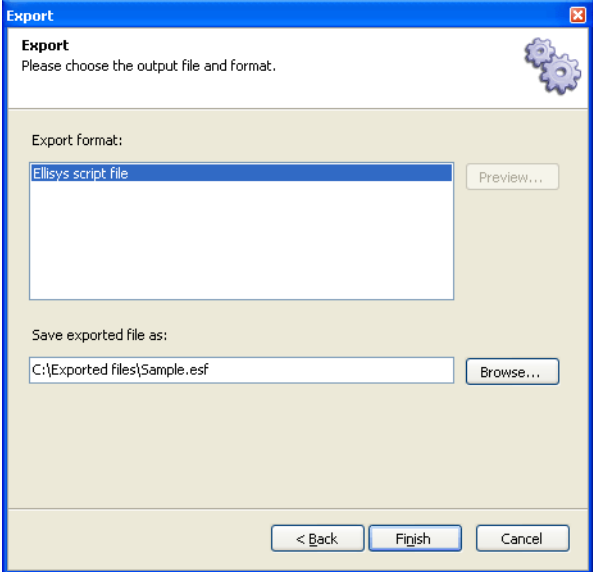 Export
Export
Please choose the output file and format.
Export format:
Ellisys script file
Preview...
Save exported file as:
C:\Exported files\Sample.esf
Browse...
< Back
Finish
Cancel